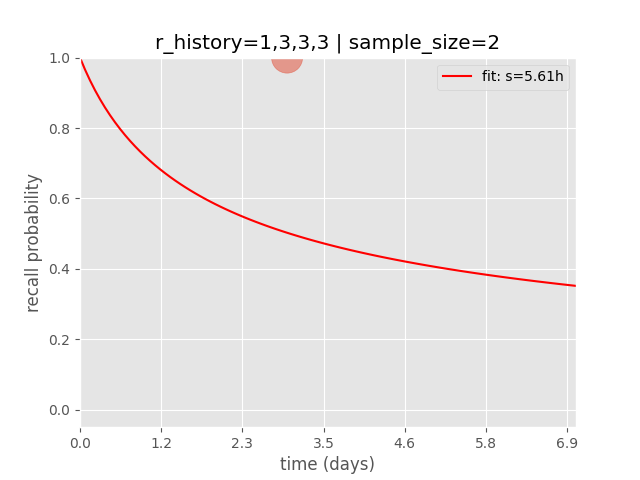 r_history=1,3,3,3 | sample_size=2
fit: s=5.61h
recall probability
1.0
0.8
0.6
0.4
0.2
0.0
0.0 1.2 2.3 3.5 4.6 5.8 6.9
time (days)